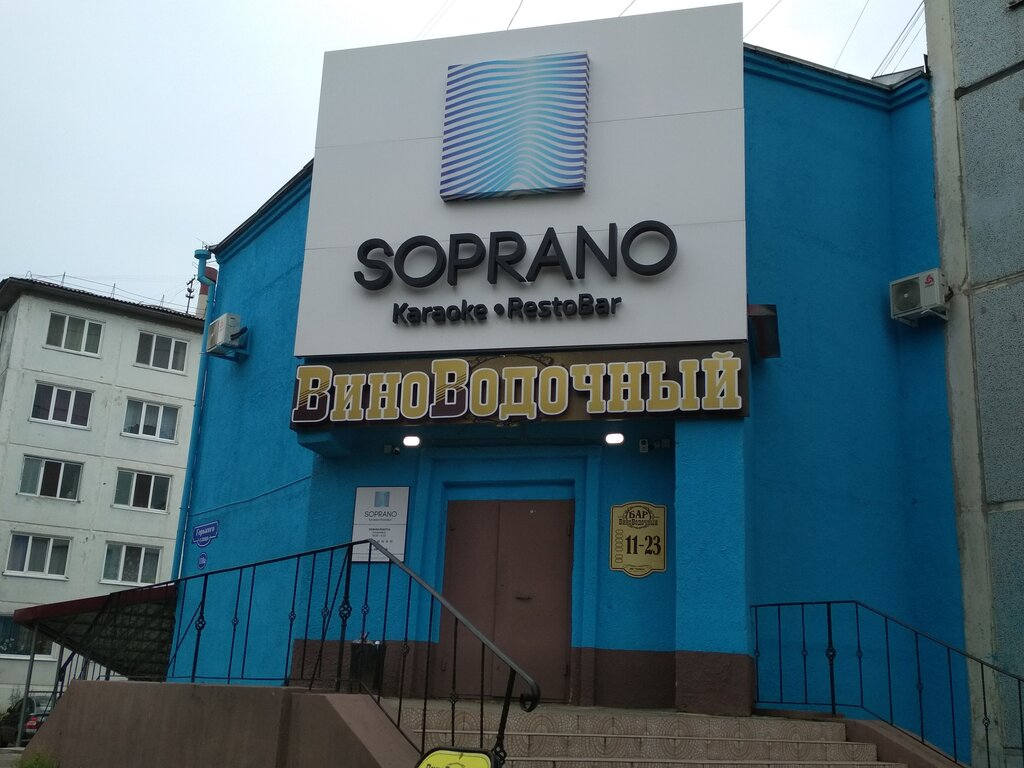 SOPRANO
Karaoke • RestoBar
ВиноВодочный
SOPRANO
БАР
ВиноВодочный
11-23